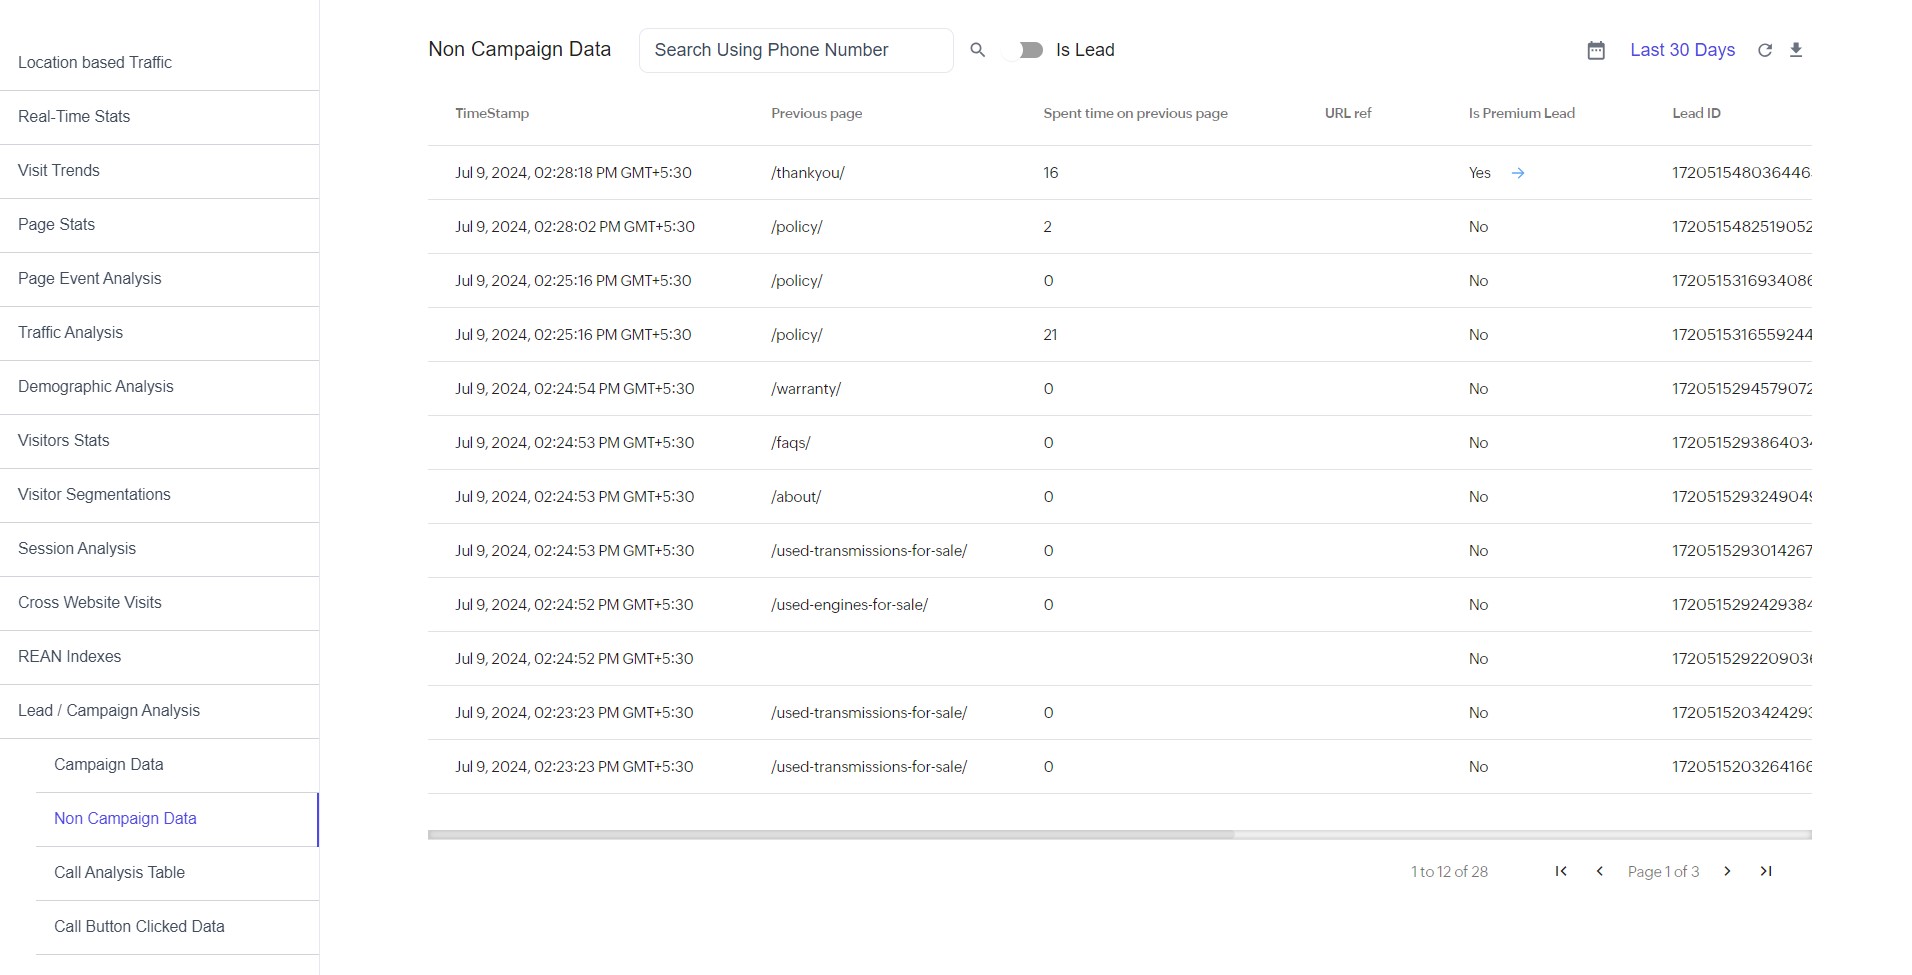 Location based Traffic
Real-Time Stats
Visit Trends
Page Stats
Page Event Analysis
Traffic Analysis
Demographic Analysis
Visitors Stats
Visitor Segmentations
Session Analysis
Cross Website Visits
REAN Indexes
Lead / Campaign Analysis
Campaign Data
Non Campaign Data
Call Analysis Table
Call Button Clicked Data
Non Campaign Data Search Using Phone Number Is Lead Last 30 Days
TimeStamp Previous page Spent time on previous page URL ref Is Premium Lead Lead ID
Jul 9, 2024, 02:28:18 PM GMT+5:30 /thankyou/ 16 Yes 1720515480364463
Jul 9, 2024, 02:28:02 PM GMT+5:30 /policy/ 2 No 1720515482519052
Jul 9, 2024, 02:25:16 PM GMT+5:30 /policy/ 0 No 1720515316934086
Jul 9, 2024, 02:25:16 PM GMT+5:30 /policy/ 21 No 1720515316559244
Jul 9, 2024, 02:24:54 PM GMT+5:30 /warranty/ 0 No 1720515294579072
Jul 9, 2024, 02:24:53 PM GMT+5:30 /faqs/ 0 No 1720515293864034
Jul 9, 2024, 02:24:53 PM GMT+5:30 /about/ 0 No 1720515293249049
Jul 9, 2024, 02:24:53 PM GMT+5:30 /used-transmissions-for-sale/ 0 No 1720515293014267
Jul 9, 2024, 02:24:52 PM GMT+5:30 /used-engines-for-sale/ 0 No 1720515292429384
Jul 9, 2024, 02:24:52 PM GMT+5:30 No 1720515292209036
Jul 9, 2024, 02:23:23 PM GMT+5:30 /used-transmissions-for-sale/ 0 No 1720515203424293
Jul 9, 2024, 02:23:23 PM GMT+5:30 /used-transmissions-for-sale/ 0 No 1720515203264166
1 to 12 of 28 Page 1 of 3